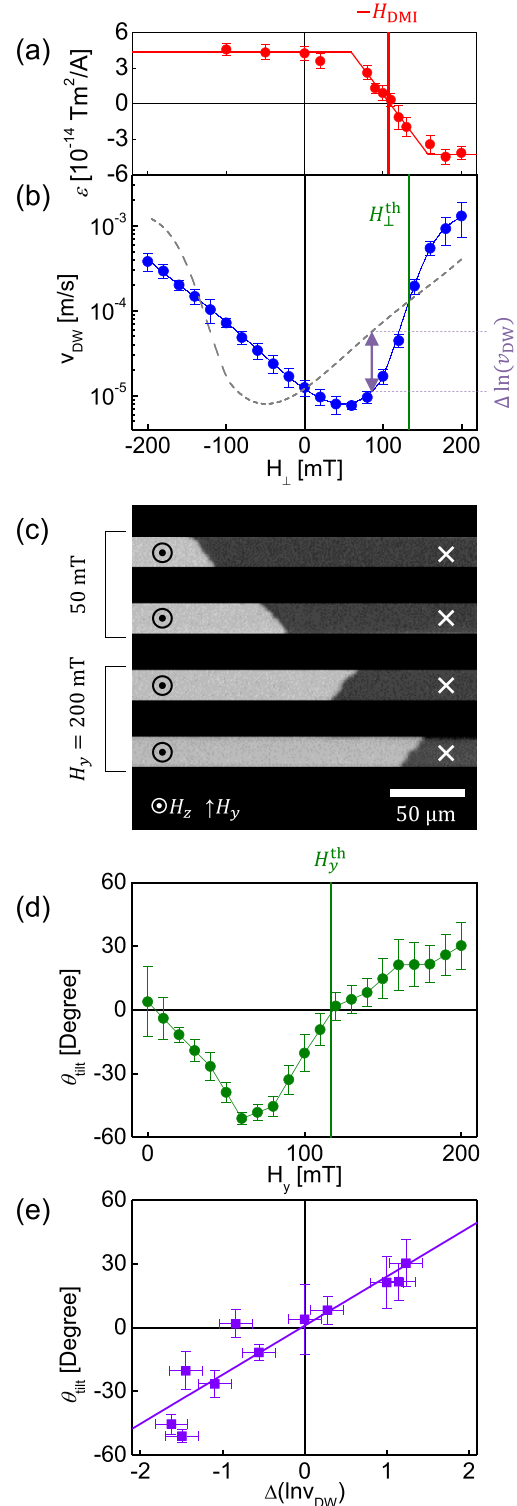 −H_DMI
(a)
6
3
0
-3
-6
ε [10^-14 Tm^2/A]
(b)
H_⊥^th
10^-3
10^-4
10^-5
v_DW [m/s]
Δ ln(v_DW)
-200 -100 0 100 200
H_⊥ [mT]
(c)
50 mT
H_y = 200 mT
⊙H_z ↑H_y
50 μm
H_y^th
(d)
60
30
0
-30
-60
θ_tilt [Degree]
0 100 200
H_y [mT]
(e)
60
30
0
-30
-60
θ_tilt [Degree]
-2 -1 0 1 2
Δ(lnv_DW)